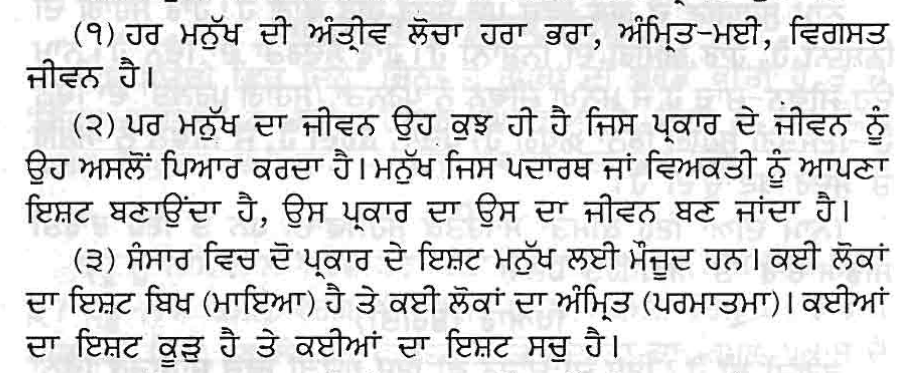 (੧) ਹਰ ਮਨੁੱਖ ਦੀ ਅੰਤ੍ਰੀਵ ਲੋਚਾ ਹਰਾ ਭਰਾ, ਅੰਮ੍ਰਿਤ-ਮਈ, ਵਿਗਸਤ
ਜੀਵਨ ਹੈ।
(੨) ਪਰ ਮਨੁੱਖ ਦਾ ਜੀਵਨ ਉਹ ਕੁਝ ਹੀ ਹੈ ਜਿਸ ਪ੍ਰਕਾਰ ਦੇ ਜੀਵਨ ਨੂੰ
ਉਹ ਅਸਲੋਂ ਪਿਆਰ ਕਰਦਾ ਹੈ। ਮਨੁੱਖ ਜਿਸ ਪਦਾਰਥ ਜਾਂ ਵਿਅਕਤੀ ਨੂੰ ਆਪਣਾ
ਇਸ਼ਟ ਬਣਾਉਂਦਾ ਹੈ, ਉਸ ਪ੍ਰਕਾਰ ਦਾ ਉਸ ਦਾ ਜੀਵਨ ਬਣ ਜਾਂਦਾ ਹੈ।
(੩) ਸੰਸਾਰ ਵਿਚ ਦੋ ਪ੍ਰਕਾਰ ਦੇ ਇਸ਼ਟ ਮਨੁੱਖ ਲਈ ਮੌਜੂਦ ਹਨ। ਕਈ ਲੋਕਾਂ
ਦਾ ਇਸ਼ਟ ਬਿਖ (ਮਾਇਆ) ਹੈ ਤੇ ਕਈ ਲੋਕਾਂ ਦਾ ਅੰਮ੍ਰਿਤ (ਪਰਮਾਤਮਾ)। ਕਈਆਂ
ਦਾ ਇਸ਼ਟ ਕੂੜੁ ਹੈ ਤੇ ਕਈਆਂ ਦਾ ਇਸ਼ਟ ਸਚੁ ਹੈ।